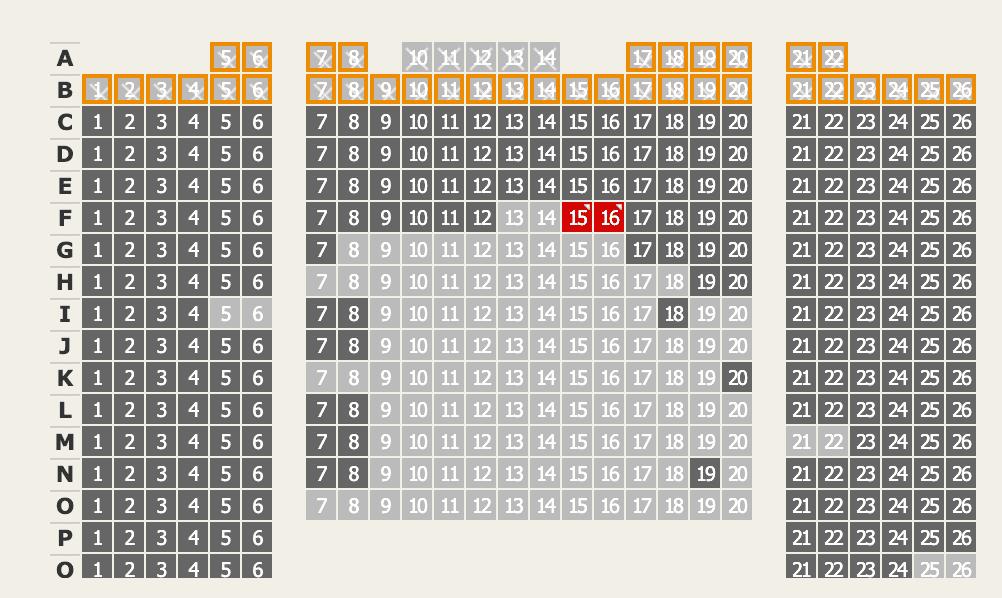 A 5 6 7 8 10 11 12 13 14 17 18 19 20 21 22
B 1 2 3 4 5 6 7 8 9 10 11 12 13 14 15 16 17 18 19 20 21 22 23 24 25 26
C 1 2 3 4 5 6 7 8 9 10 11 12 13 14 15 16 17 18 19 20 21 22 23 24 25 26
D 1 2 3 4 5 6 7 8 9 10 11 12 13 14 15 16 17 18 19 20 21 22 23 24 25 26
E 1 2 3 4 5 6 7 8 9 10 11 12 13 14 15 16 17 18 19 20 21 22 23 24 25 26
F 1 2 3 4 5 6 7 8 9 10 11 12 13 14 15 16 17 18 19 20 21 22 23 24 25 26
G 1 2 3 4 5 6 7 8 9 10 11 12 13 14 15 16 17 18 19 20 21 22 23 24 25 26
H 1 2 3 4 5 6 7 8 9 10 11 12 13 14 15 16 17 18 19 20 21 22 23 24 25 26
I 1 2 3 4 5 6 7 8 9 10 11 12 13 14 15 16 17 18 19 20 21 22 23 24 25 26
J 1 2 3 4 5 6 7 8 9 10 11 12 13 14 15 16 17 18 19 20 21 22 23 24 25 26
K 1 2 3 4 5 6 7 8 9 10 11 12 13 14 15 16 17 18 19 20 21 22 23 24 25 26
L 1 2 3 4 5 6 7 8 9 10 11 12 13 14 15 16 17 18 19 20 21 22 23 24 25 26
M 1 2 3 4 5 6 7 8 9 10 11 12 13 14 15 16 17 18 19 20 21 22 23 24 25 26
N 1 2 3 4 5 6 7 8 9 10 11 12 13 14 15 16 17 18 19 20 21 22 23 24 25 26
O 1 2 3 4 5 6 7 8 9 10 11 12 13 14 15 16 17 18 19 20 21 22 23 24 25 26
P 1 2 3 4 5 6 21 22 23 24 25 26
O 1 2 3 4 5 6 21 22 23 24 25 26